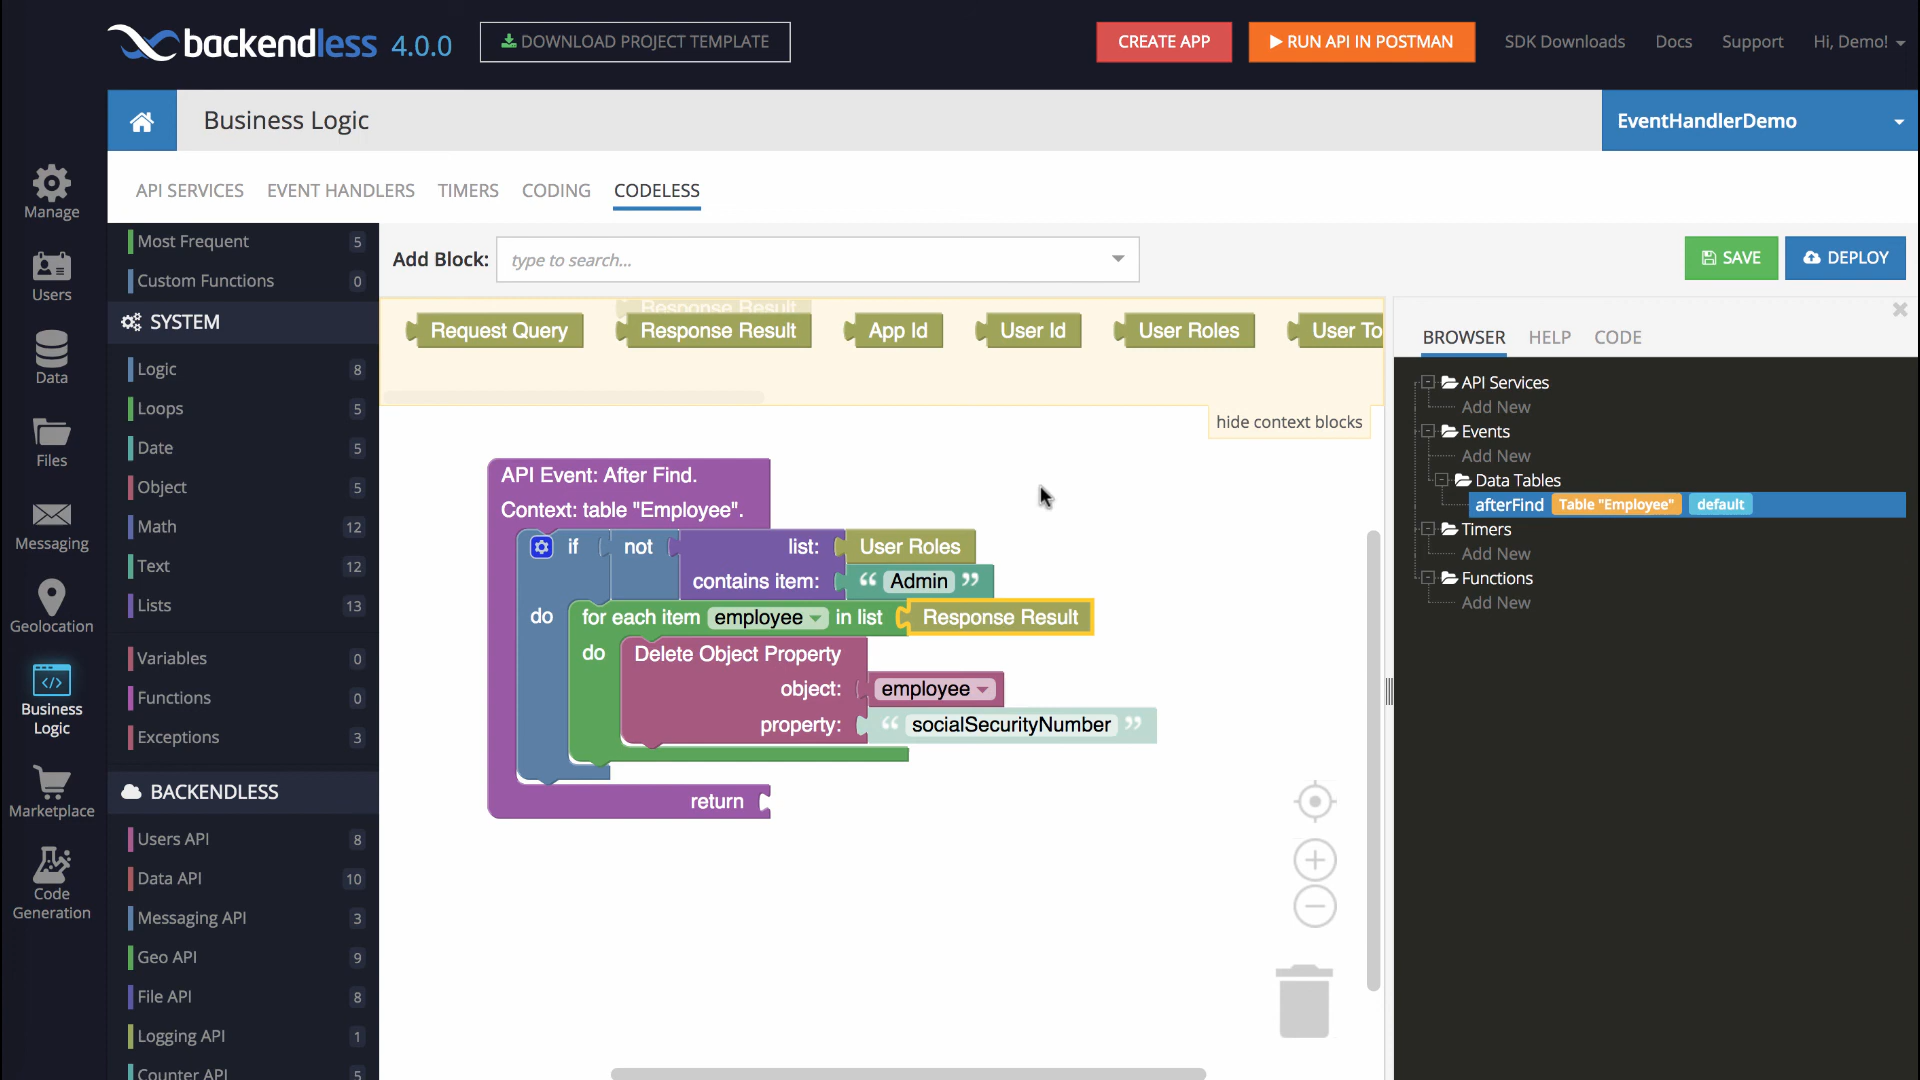 backendless 4.0.0
DOWNLOAD PROJECT TEMPLATE
CREATE APP
RUN API IN POSTMAN
SDK Downloads
Docs
Support
Hi, Demo!
Business Logic
EventHandlerDemo
API SERVICES
EVENT HANDLERS
TIMERS
CODING
CODELESS
Manage
Users
Data
Files
Messaging
Geolocation
Business
Logic
Marketplace
Code
Generation
Most Frequent 5
Custom Functions 0
SYSTEM
Logic 8
Loops 5
Date 5
Object 5
Math 12
Text 12
Lists 13
Variables 0
Functions 0
Exceptions 3
BACKENDLESS
Users API 8
Data API 10
Messaging API 3
Geo API 9
File API 8
Logging API 1
Counter API 5
Add Block: type to search...
SAVE
DEPLOY
Response Result
Request Query
Response Result
App Id
User Id
User Roles
User To
hide context blocks
API Event: After Find.
Context: table "Employee".
if not list: User Roles
contains item: “ Admin ”
do for each item employee in list Response Result
do Delete Object Property
object: employee
property: “ socialSecurityNumber ”
return
BROWSER
HELP
CODE
API Services
Add New
Events
Add New
Data Tables
afterFind Table "Employee" default
Timers
Add New
Functions
Add New